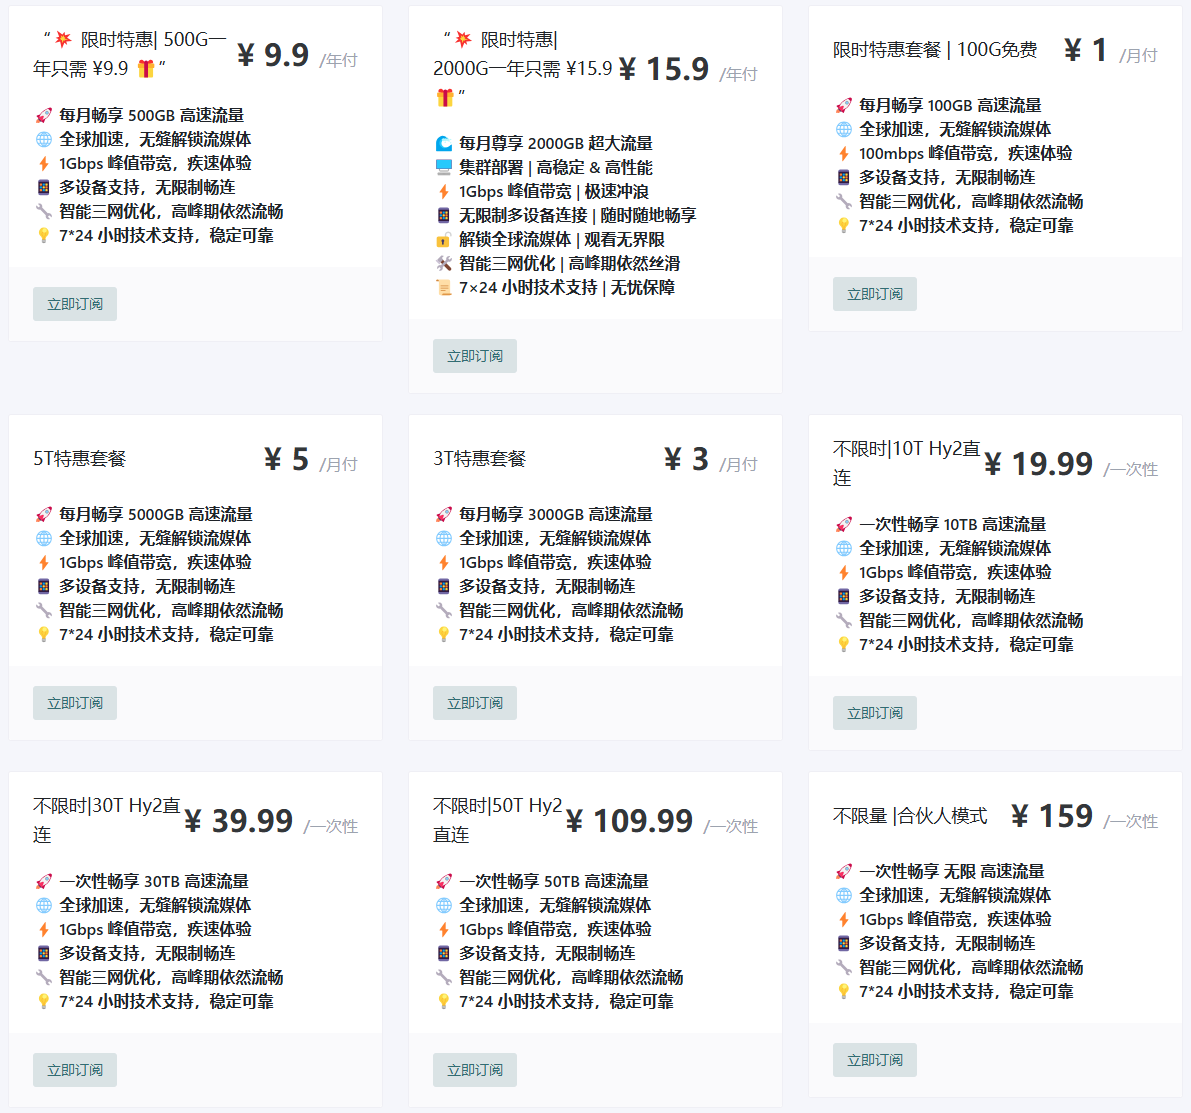 “💥 限时特惠| 500G一
年只需 ¥9.9 🎁”
¥ 9.9 /年付
🚀 每月畅享 500GB 高速流量
🌐 全球加速，无缝解锁流媒体
⚡ 1Gbps 峰值带宽，疾速体验
📱 多设备支持，无限制畅连
🔧 智能三网优化，高峰期依然流畅
💡 7*24 小时技术支持，稳定可靠
立即订阅
“💥 限时特惠|
2000G一年只需 ¥15.9
🎁”
¥ 15.9 /年付
🌊 每月尊享 2000GB 超大流量
🖥️ 集群部署 | 高稳定 & 高性能
⚡ 1Gbps 峰值带宽 | 极速冲浪
📱 无限制多设备连接 | 随时随地畅享
🔓 解锁全球流媒体 | 观看无界限
🛠️ 智能三网优化 | 高峰期依然丝滑
📜 7×24 小时技术支持 | 无忧保障
立即订阅
限时特惠套餐 | 100G免费
¥ 1 /月付
🚀 每月畅享 100GB 高速流量
🌐 全球加速，无缝解锁流媒体
⚡ 100mbps 峰值带宽，疾速体验
📱 多设备支持，无限制畅连
🔧 智能三网优化，高峰期依然流畅
💡 7*24 小时技术支持，稳定可靠
立即订阅
5T特惠套餐
¥ 5 /月付
🚀 每月畅享 5000GB 高速流量
🌐 全球加速，无缝解锁流媒体
⚡ 1Gbps 峰值带宽，疾速体验
📱 多设备支持，无限制畅连
🔧 智能三网优化，高峰期依然流畅
💡 7*24 小时技术支持，稳定可靠
立即订阅
3T特惠套餐
¥ 3 /月付
🚀 每月畅享 3000GB 高速流量
🌐 全球加速，无缝解锁流媒体
⚡ 1Gbps 峰值带宽，疾速体验
📱 多设备支持，无限制畅连
🔧 智能三网优化，高峰期依然流畅
💡 7*24 小时技术支持，稳定可靠
立即订阅
不限时|10T Hy2直
连
¥ 19.99 /一次性
🚀 一次性畅享 10TB 高速流量
🌐 全球加速，无缝解锁流媒体
⚡ 1Gbps 峰值带宽，疾速体验
📱 多设备支持，无限制畅连
🔧 智能三网优化，高峰期依然流畅
💡 7*24 小时技术支持，稳定可靠
立即订阅
不限时|30T Hy2直
连
¥ 39.99 /一次性
🚀 一次性畅享 30TB 高速流量
🌐 全球加速，无缝解锁流媒体
⚡ 1Gbps 峰值带宽，疾速体验
📱 多设备支持，无限制畅连
🔧 智能三网优化，高峰期依然流畅
💡 7*24 小时技术支持，稳定可靠
立即订阅
不限时|50T Hy2
直连
¥ 109.99 /一次性
🚀 一次性畅享 50TB 高速流量
🌐 全球加速，无缝解锁流媒体
⚡ 1Gbps 峰值带宽，疾速体验
📱 多设备支持，无限制畅连
🔧 智能三网优化，高峰期依然流畅
💡 7*24 小时技术支持，稳定可靠
立即订阅
不限量 |合伙人模式
¥ 159 /一次性
🚀 一次性畅享 无限 高速流量
🌐 全球加速，无缝解锁流媒体
⚡ 1Gbps 峰值带宽，疾速体验
📱 多设备支持，无限制畅连
🔧 智能三网优化，高峰期依然流畅
💡 7*24 小时技术支持，稳定可靠
立即订阅